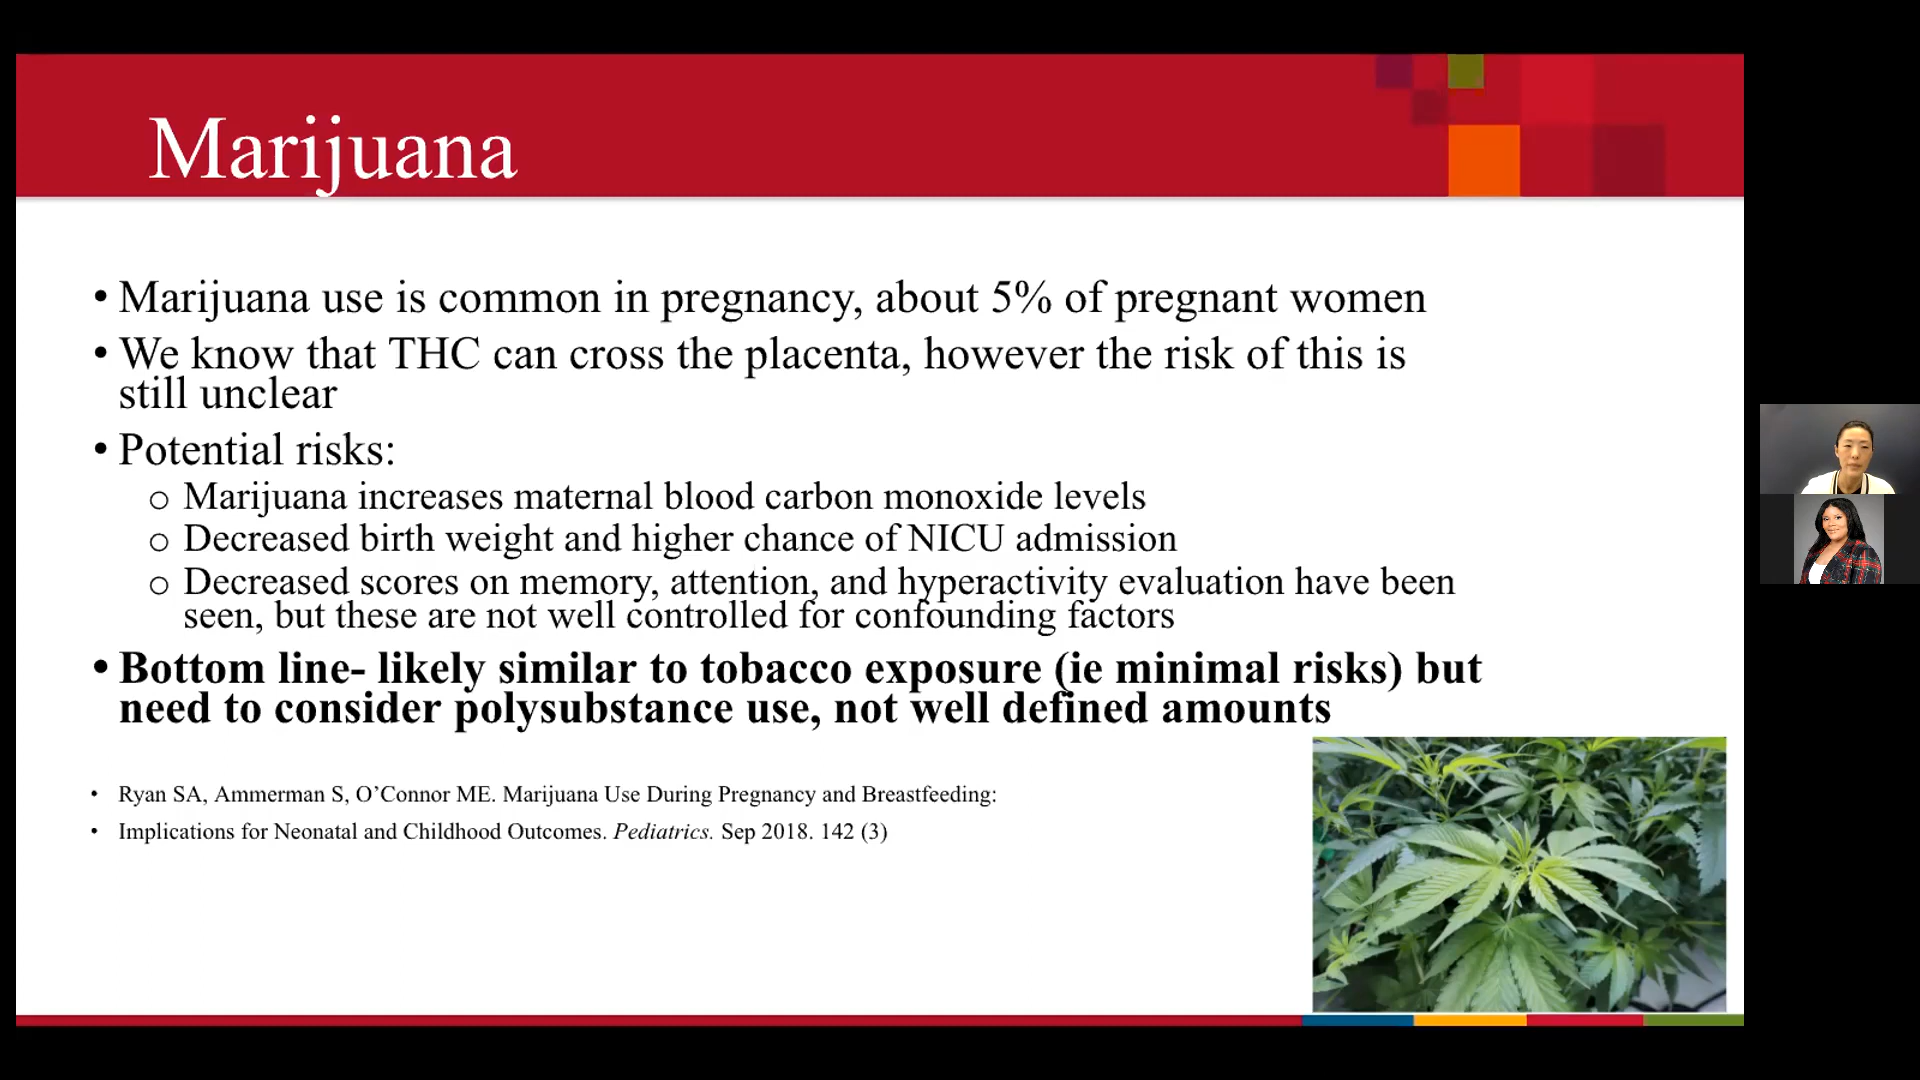 Marijuana
• Marijuana use is common in pregnancy, about 5% of pregnant women
• We know that THC can cross the placenta, however the risk of this is
still unclear
• Potential risks:
o Marijuana increases maternal blood carbon monoxide levels
o Decreased birth weight and higher chance of NICU admission
o Decreased scores on memory, attention, and hyperactivity evaluation have been
seen, but these are not well controlled for confounding factors
• Bottom line- likely similar to tobacco exposure (ie minimal risks) but
need to consider polysubstance use, not well defined amounts
• Ryan SA, Ammerman S, O’Connor ME. Marijuana Use During Pregnancy and Breastfeeding:
• Implications for Neonatal and Childhood Outcomes. Pediatrics. Sep 2018. 142 (3)